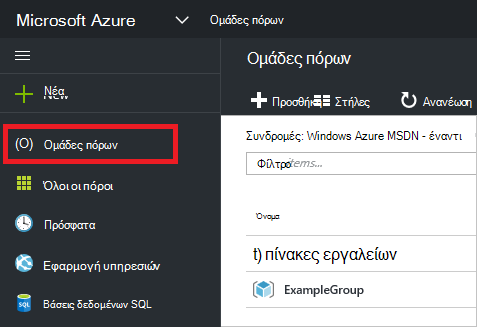 Microsoft Azure Ομάδες πόρων
Ομάδες πόρων
Νέα
Προσθήκη Στήλες Ανανέωση
(Ο) Ομάδες πόρων
Συνδρομές: Windows Azure MSDN - έναντι
Φίλτρο items...
Όλοι οι πόροι
Όνομα
Πρόσφατα
t) πίνακες εργαλείων
Εφαρμογή υπηρεσιών
ExampleGroup
Βάσεις δεδομένων SQL